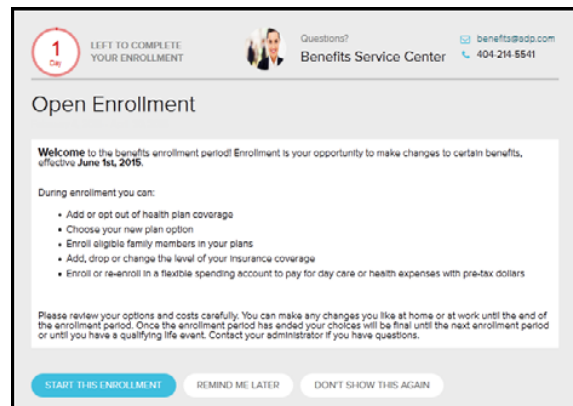 1
Day
LEFT TO COMPLETE
YOUR ENROLLMENT
Questions?
Benefits Service Center
benefits@adp.com
404-214-5541
Open Enrollment
Welcome to the benefits enrollment period! Enrollment is your opportunity to make changes to certain benefits,
effective June 1st, 2015.
During enrollment you can:
• Add or opt out of health plan coverage
• Choose your new plan option
• Enroll eligible family members in your plans
• Add, drop or change the level of your insurance coverage
• Enroll or re-enroll in a flexible spending account to pay for day care or health expenses with pre-tax dollars
Please review your options and costs carefully. You can make any changes you like at home or at work until the end of
the enrollment period. Once the enrollment period has ended your choices will be final until the next enrollment period
or until you have a qualifying life event. Contact your administrator if you have questions.
START THIS ENROLLMENT
REMIND ME LATER
DON'T SHOW THIS AGAIN